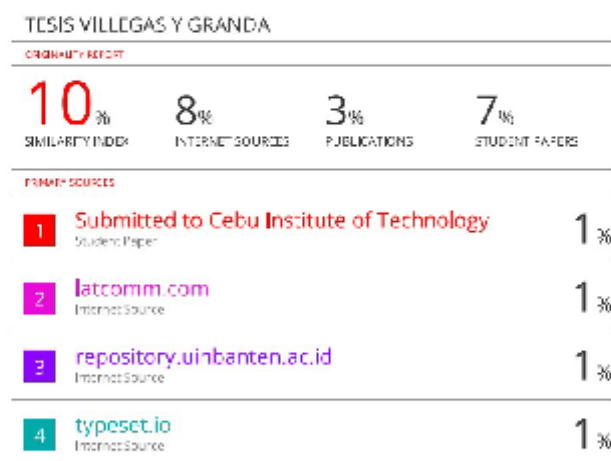 TESIS VILLEGAS Y GRANDA
ORIGINALITY REPORT
10% 8% 3% 7%
SIMILARITY INDEX INTERNET SOURCES PUBLICATIONS STUDENT PAPERS
PRIMARY SOURCES
1 Submitted to Cebu Institute of Technology 1%
Student Paper
2 latcomm.com 1%
Internet Source
3 repository.uinbanten.ac.id 1%
Internet Source
4 typeset.io 1%
Internet Source